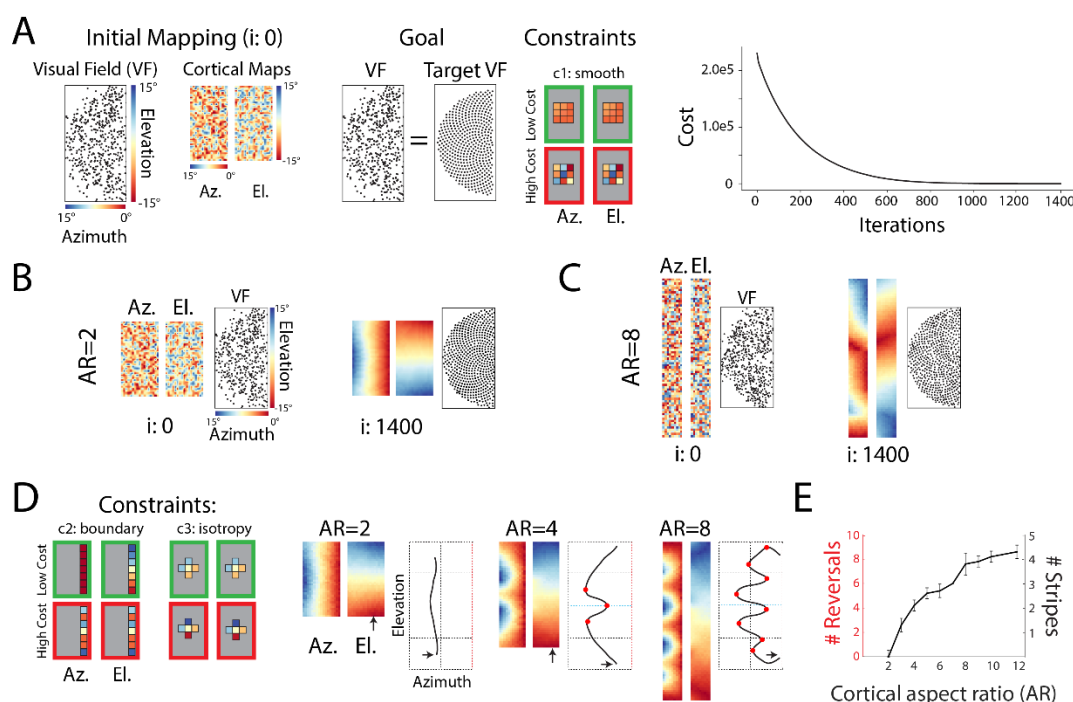 A
Initial Mapping (i: 0)
Goal
Constraints
Visual Field (VF)
Cortical Maps
VF
Target VF
c1: smooth
15°
Elevation
-15°
15°
0°
Azimuth
15°
-15°
15°
0°
Az.
El.
=
Low Cost
High Cost
Az.
El.
Cost
2.0e5
1.0e5
0
0
200
400
600
800
1000
1200
1400
Iterations
B
AR=2
Az.
El.
VF
15°
Elevation
-15°
15°
0°
Azimuth
i: 0
i: 1400
C
AR=8
Az.
El.
VF
i: 0
i: 1400
D
Constraints:
c2: boundary
c3: isotropy
Low Cost
High Cost
Az.
El.
AR=2
Az.
El.
Elevation
Azimuth
AR=4
AR=8
E
# Reversals
10
8
6
4
2
0
# Stripes
5
4
3
2
1
0
2
4
6
8
10
12
Cortical aspect ratio (AR)